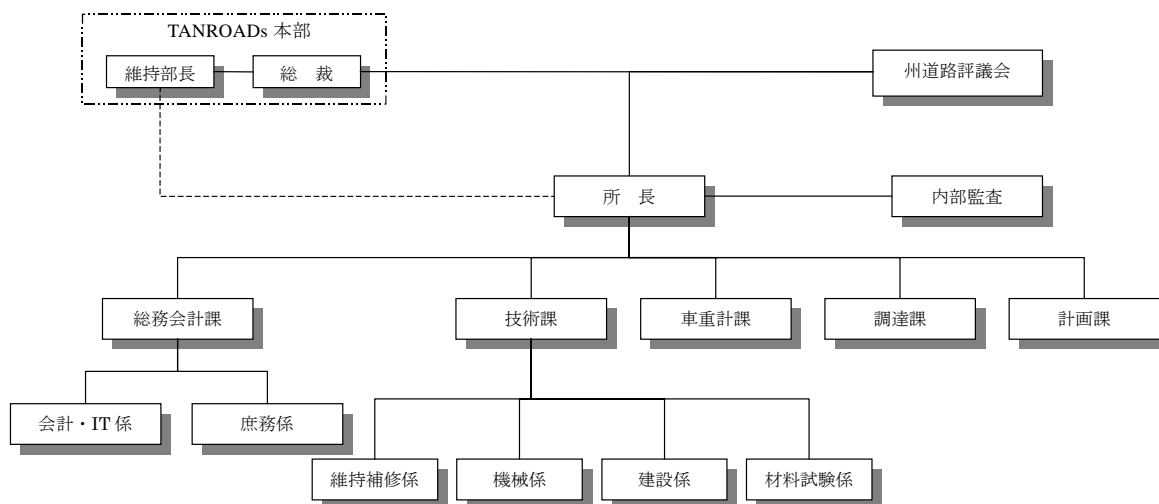 TANROADs 本部
維持部長
総 裁
州道路評議会
所 長
内部監査
総務会計課
技術課
車重計課
調達課
計画課
会計・IT 係
庶務係
維持補修係
機械係
建設係
材料試験係